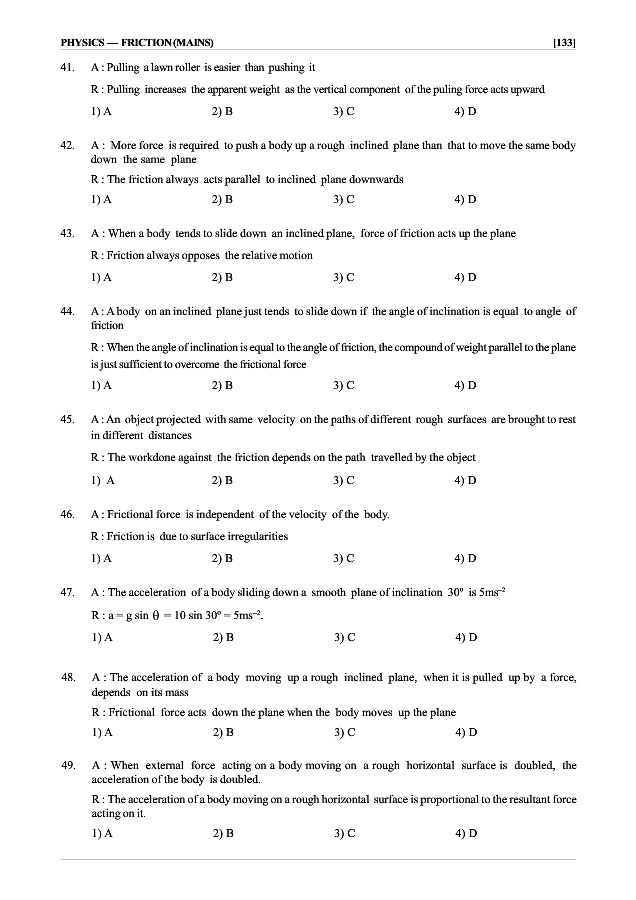 PHYSICS — FRICTION (MAINS) [133]
41. A : Pulling a lawn roller is easier than pushing it
R : Pulling increases the apparent weight as the vertical component of the puling force acts upward
1) A 2) B 3) C 4) D
42. A : More force is required to push a body up a rough inclined plane than that to move the same body
down the same plane
R : The friction always acts parallel to inclined plane downwards
1) A 2) B 3) C 4) D
43. A : When a body tends to slide down an inclined plane, force of friction acts up the plane
R : Friction always opposes the relative motion
1) A 2) B 3) C 4) D
44. A : A body on an inclined plane just tends to slide down if the angle of inclination is equal to angle of
friction
R : When the angle of inclination is equal to the angle of friction, the compound of weight parallel to the plane
is just sufficient to overcome the frictional force
1) A 2) B 3) C 4) D
45. A : An object projected with same velocity on the paths of different rough surfaces are brought to rest
in different distances
R : The workdone against the friction depends on the path travelled by the object
1) A 2) B 3) C 4) D
46. A : Frictional force is independent of the velocity of the body.
R : Friction is due to surface irregularities
1) A 2) B 3) C 4) D
47. A : The acceleration of a body sliding down a smooth plane of inclination 30° is 5ms⁻²
R : a = g sin θ = 10 sin 30° = 5ms⁻².
1) A 2) B 3) C 4) D
48. A : The acceleration of a body moving up a rough inclined plane, when it is pulled up by a force,
depends on its mass
R : Frictional force acts down the plane when the body moves up the plane
1) A 2) B 3) C 4) D
49. A : When external force acting on a body moving on a rough horizontal surface is doubled, the
acceleration of the body is doubled.
R : The acceleration of a body moving on a rough horizontal surface is proportional to the resultant force
acting on it.
1) A 2) B 3) C 4) D